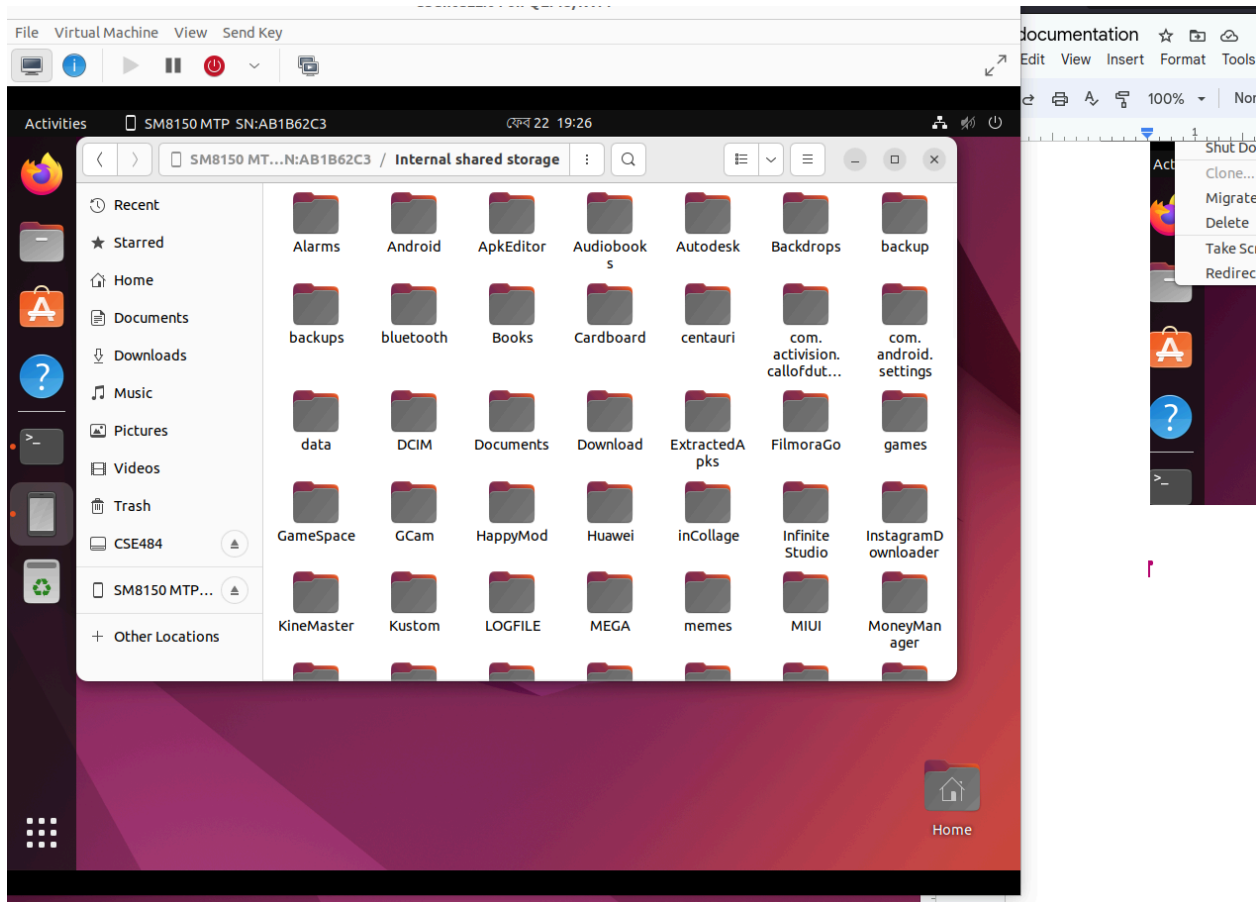 File Virtual Machine View Send Key
Activities SM8150 MTP SN:AB1B62C3 ফেব 22 19:26
SM8150 MT...N:AB1B62C3 / Internal shared storage
Recent
Starred
Home
Documents
Downloads
Music
Pictures
Videos
Trash
CSE484
SM8150 MTP...
+ Other Locations
Alarms Android ApkEditor Audiobook Autodesk Backdrops backup
s
backups bluetooth Books Cardboard centauri com. com.
activision. android.
callofdut... settings
data DCIM Documents Download ExtractedA FilmoraGo games
pks
GameSpace GCam HappyMod Huawei inCollage Infinite InstagramD
Studio ownloader
KineMaster Kustom LOGFILE MEGA memes MIUI MoneyMan
ager
Home
documentation
Edit View Insert Format Tools
100% Nor
1
Shut Do
Act
Clone...
Migrate
Delete
Take Scr
Redirec